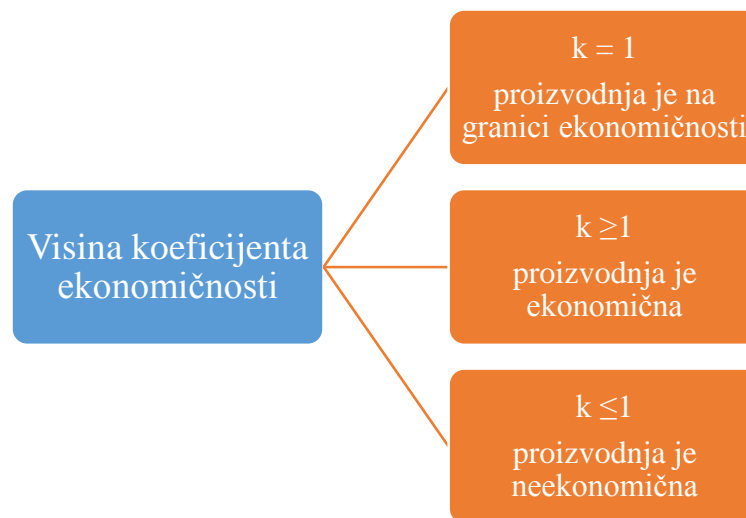 Visina koeficijenta
ekonomičnosti
k = 1
proizvodnja je na
granici ekonomičnosti
k ≥1
proizvodnja je
ekonomična
k ≤1
proizvodnja je
neekonomična